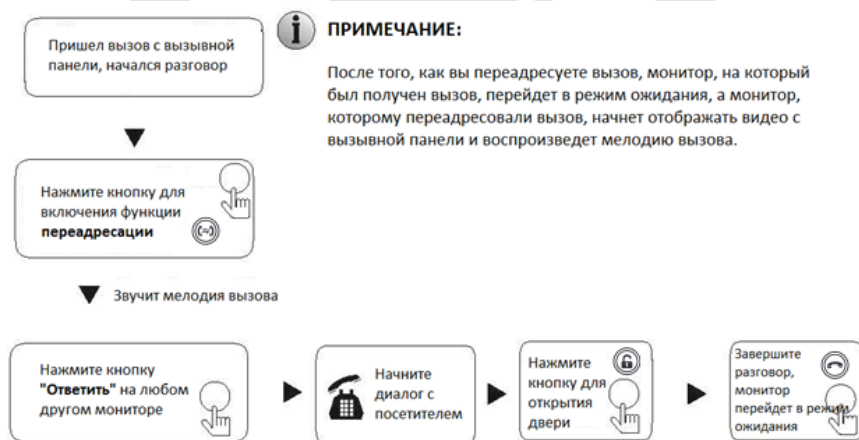 Пришел вызов с вызывной
панели, начался разговор
ПРИМЕЧАНИЕ:
После того, как вы переадресуете вызов, монитор, на который
был получен вызов, перейдет в режим ожидания, а монитор,
которому переадресовали вызов, начнет отображать видео с
вызывной панели и воспроизведет мелодию вызова.
Нажмите кнопку для
включения функции
переадресации
Звучит мелодия вызова
Нажмите кнопку
"Ответить" на любом
другом мониторе
Начните
диалог с
посетителем
Нажмите
кнопку для
открытия
двери
Завершите
разговор,
монитор
перейдет в режим
ожидания